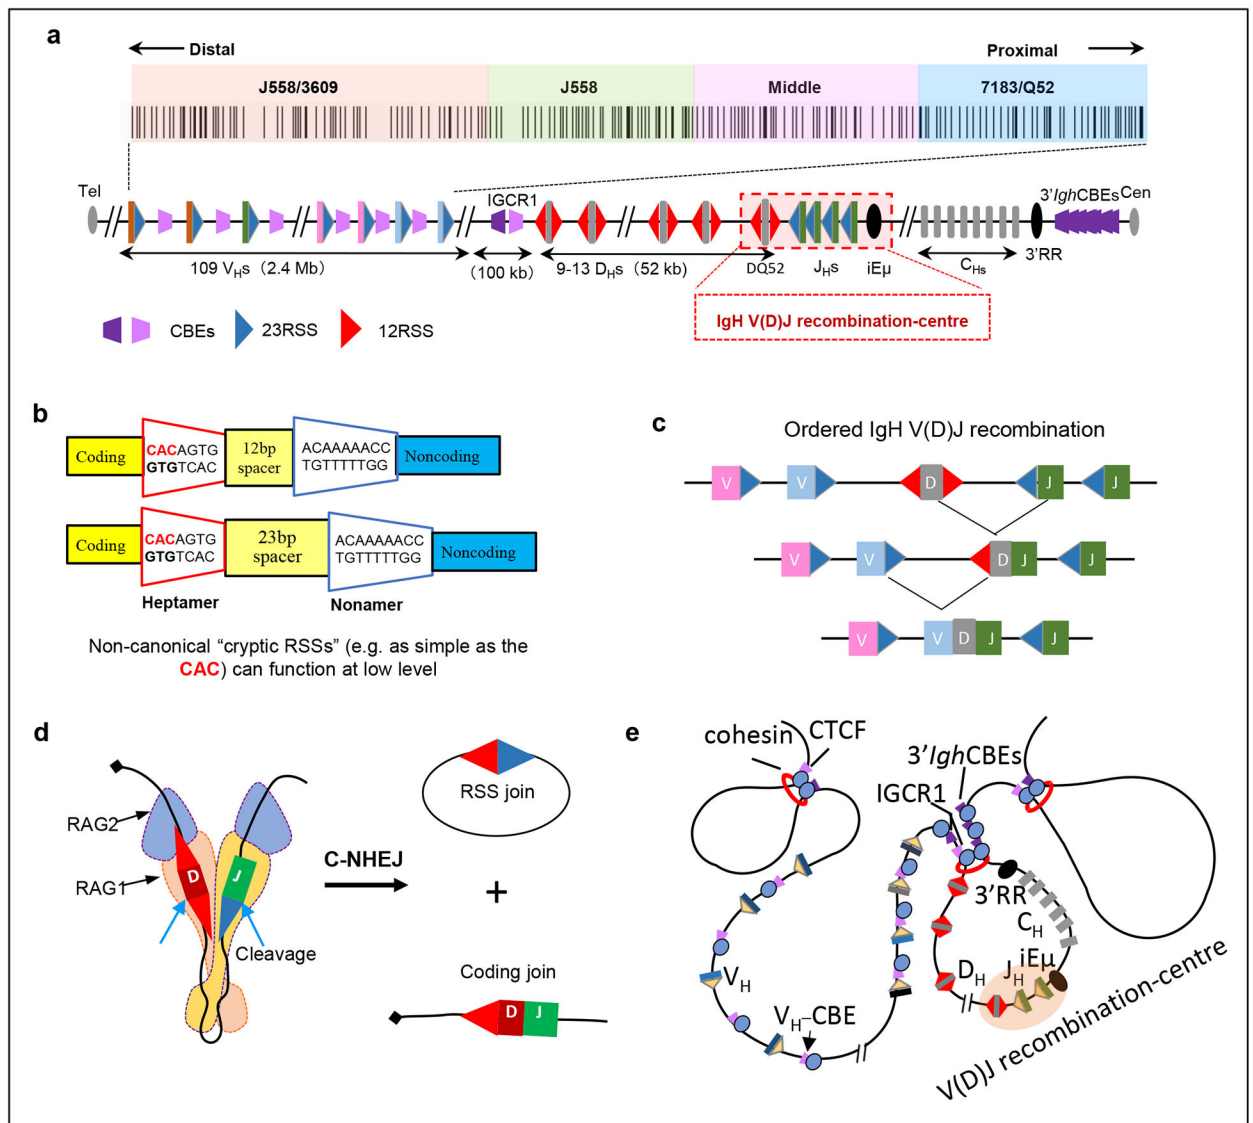 a
Distal
Proximal
J558/3609
J558
Middle
7183/Q52
Tel
IGCR1
3'IghCBEs
Cen
109 VHs (2.4 Mb)
(100 kb)
9-13 DHs (52 kb)
DQ52
JHs
iEμ
CHs
3'RR
IgH V(D)J recombination-centre
CBEs
23RSS
12RSS
b
Coding
CACAGTG
GTGTCAC
12bp
spacer
ACAAAAACC
TGTTTTTGG
Noncoding
Coding
CACAGTG
GTGTCAC
23bp
spacer
ACAAAAACC
TGTTTTTGG
Noncoding
Heptamer
Nonamer
Non-canonical “cryptic RSSs” (e.g. as simple as the
CAC) can function at low level
c
Ordered IgH V(D)J recombination
V
V
D
J
J
V
V
D
J
J
V
V
D
J
J
d
RAG2
RAG1
D
J
Cleavage
C-NHEJ
RSS join
+
Coding join
D
J
e
cohesin
CTCF
3'IghCBEs
IGCR1
3'RR
CH
VH
VH-CBE
DH
JH
iEμ
V(D)J recombination-centre